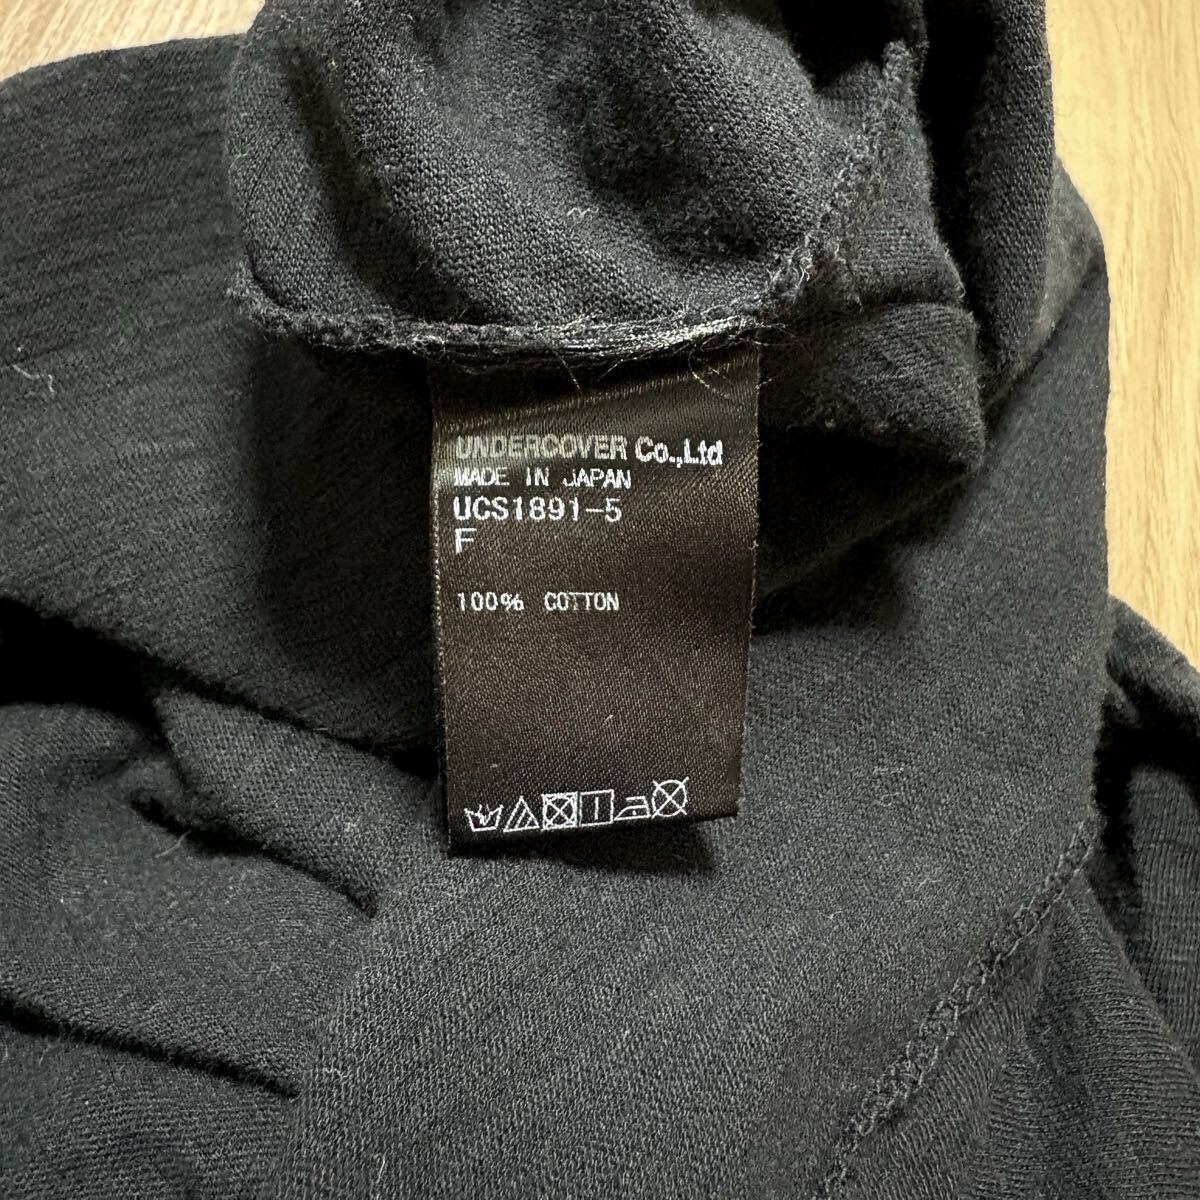 UNDERCOVER Co.,Ltd
MADE IN JAPAN
UCS1891-5
F
100% COTTON